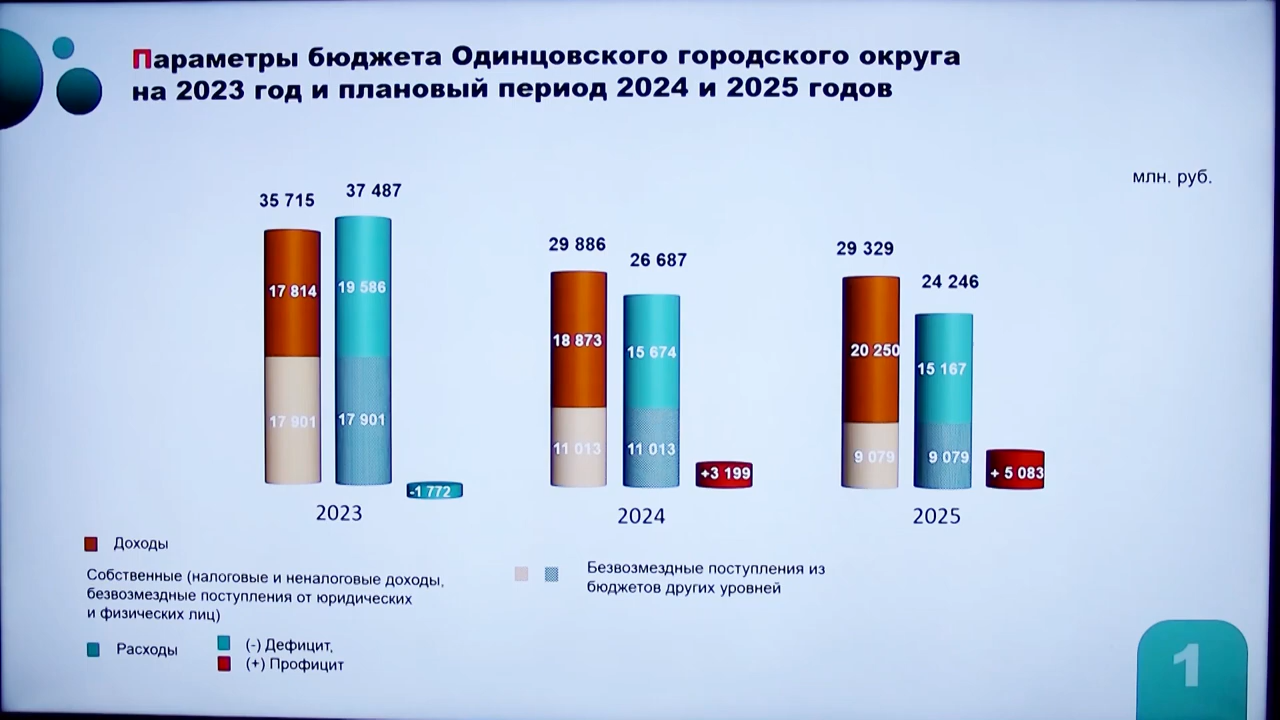 Параметры бюджета Одинцовского городского округа
на 2023 год и плановый период 2024 и 2025 годов
млн. руб.
35 715
37 487
17 814
19 586
17 901
17 901
-1 772
2023
29 886
26 687
18 873
15 674
11 013
11 013
+3 199
2024
29 329
24 246
20 250
15 167
9 079
9 079
+ 5 083
2025
Доходы
Собственные (налоговые и неналоговые доходы,
безвозмездные поступления от юридических
и физических лиц)
Безвозмездные поступления из
бюджетов других уровней
Расходы
(-) Дефицит,
(+) Профицит
1